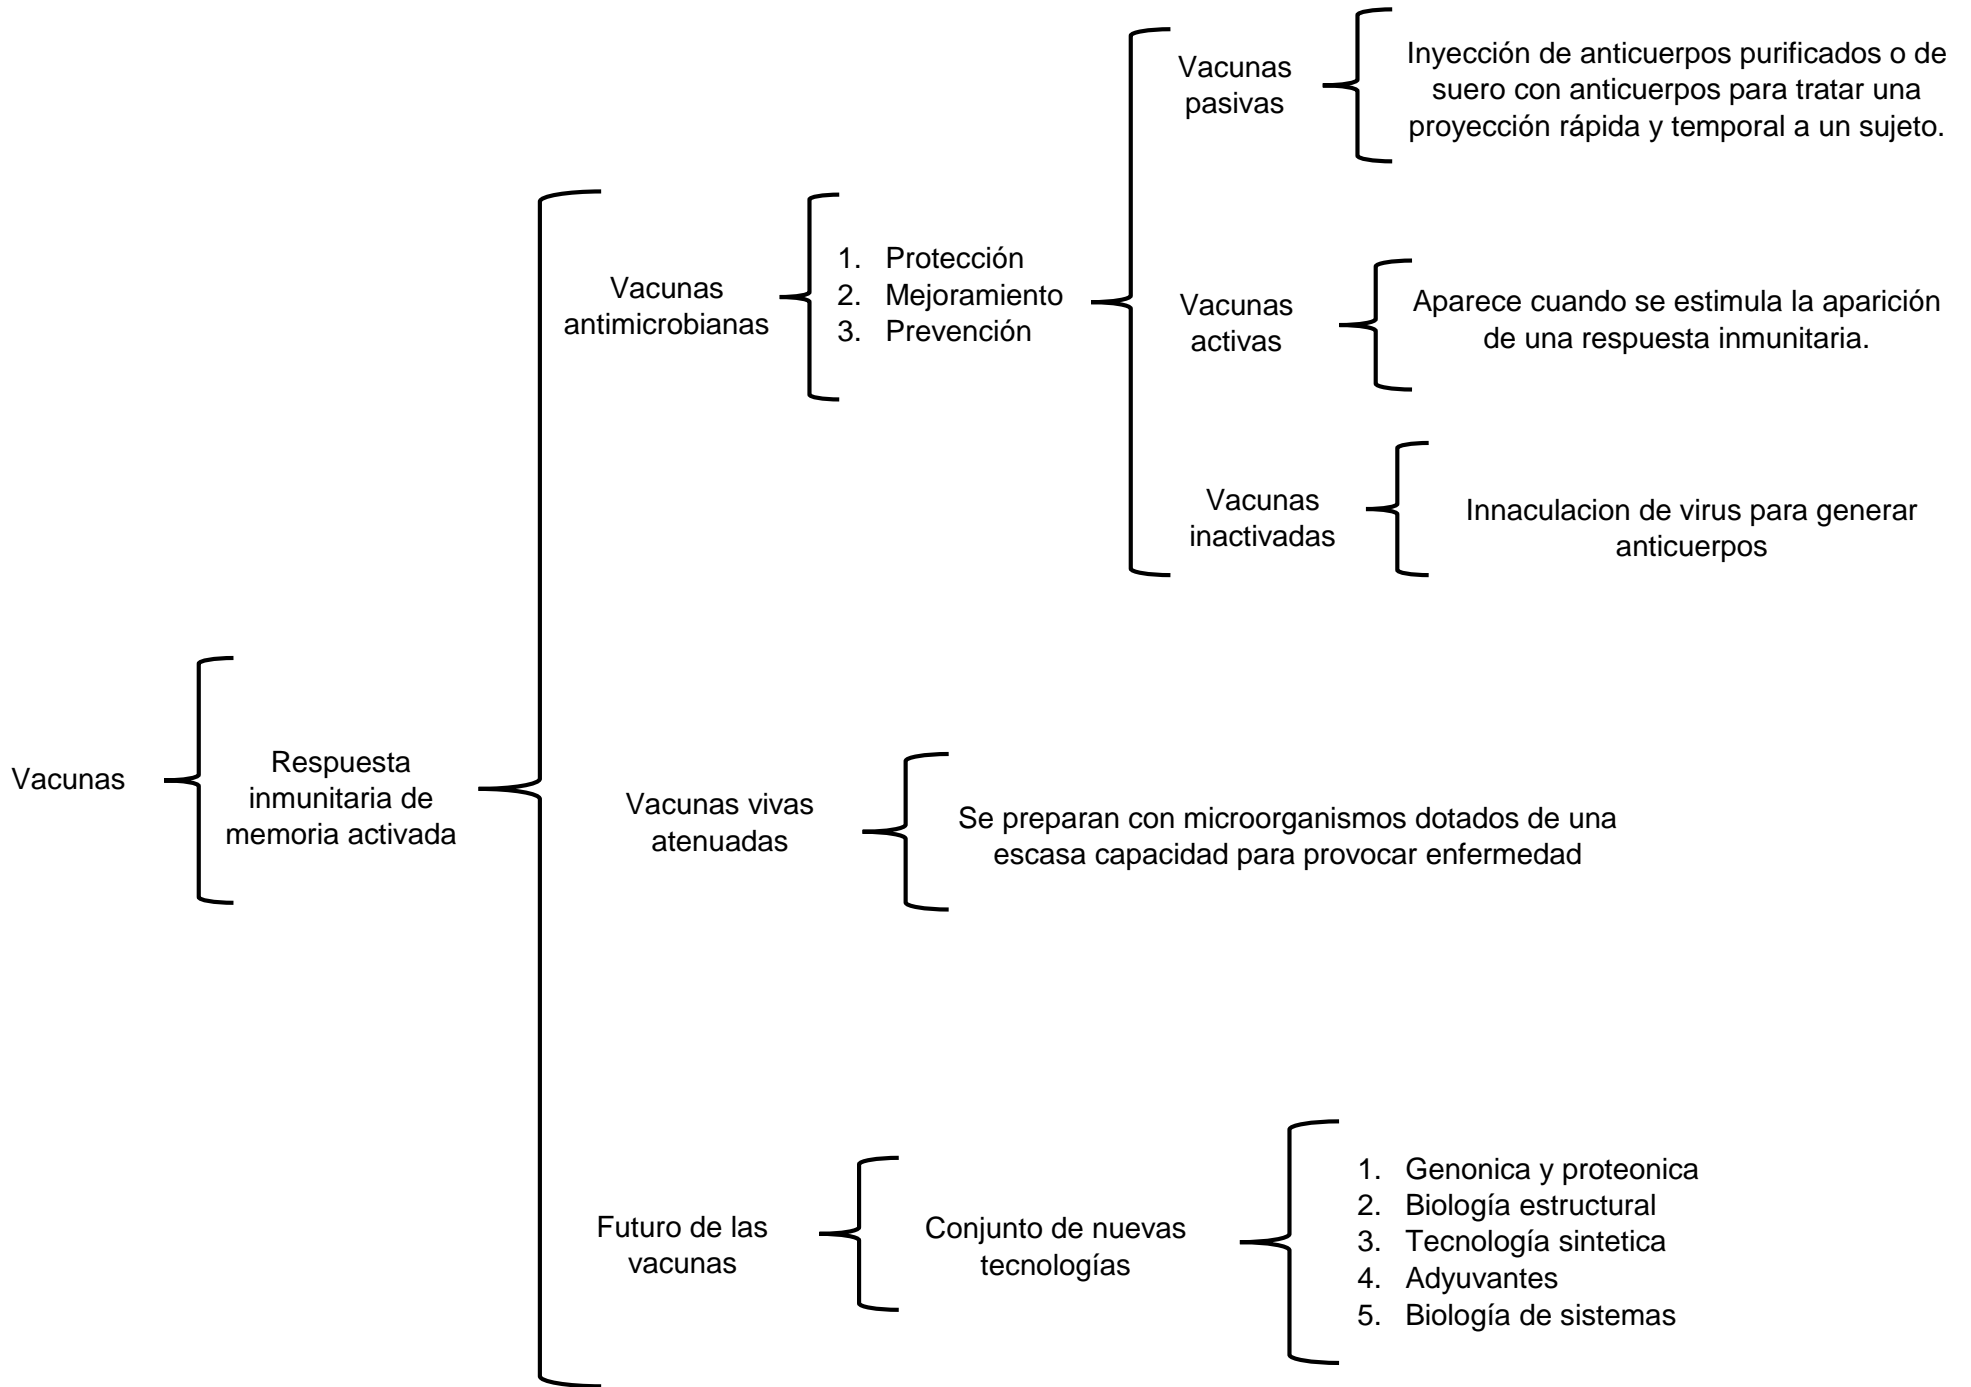 Vacunas
Respuesta
inmunitaria de
memoria activada
Vacunas
antimicrobianas
1. Protección
2. Mejoramiento
3. Prevención
Vacunas
pasivas
Inyección de anticuerpos purificados o de
suero con anticuerpos para tratar una
proyección rápida y temporal a un sujeto.
Vacunas
activas
Aparece cuando se estimula la aparición
de una respuesta inmunitaria.
Vacunas
inactivadas
Innaculacion de virus para generar
anticuerpos
Vacunas vivas
atenuadas
Se preparan con microorganismos dotados de una
escasa capacidad para provocar enfermedad
Futuro de las
vacunas
Conjunto de nuevas
tecnologías
1. Genonica y proteonica
2. Biología estructural
3. Tecnología sintetica
4. Adyuvantes
5. Biología de sistemas